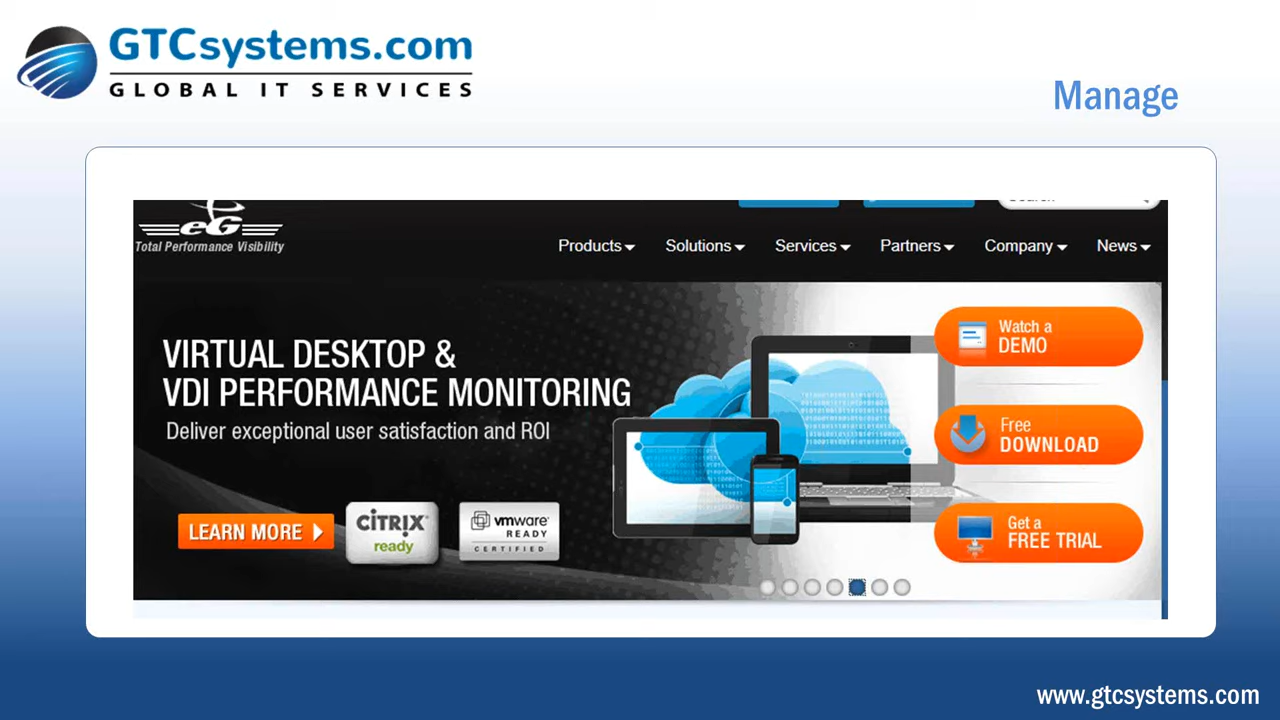 GTCsystems.com
GLOBAL IT SERVICES
Manage
eG
Total Performance Visibility
Products
Solutions
Services
Partners
Company
News
VIRTUAL DESKTOP &
VDI PERFORMANCE MONITORING
Deliver exceptional user satisfaction and ROI
Watch a
DEMO
Free
DOWNLOAD
Get a
FREE TRIAL
LEARN MORE
CITRIX
ready
vmware
READY
CERTIFIED
www.gtcsystems.com